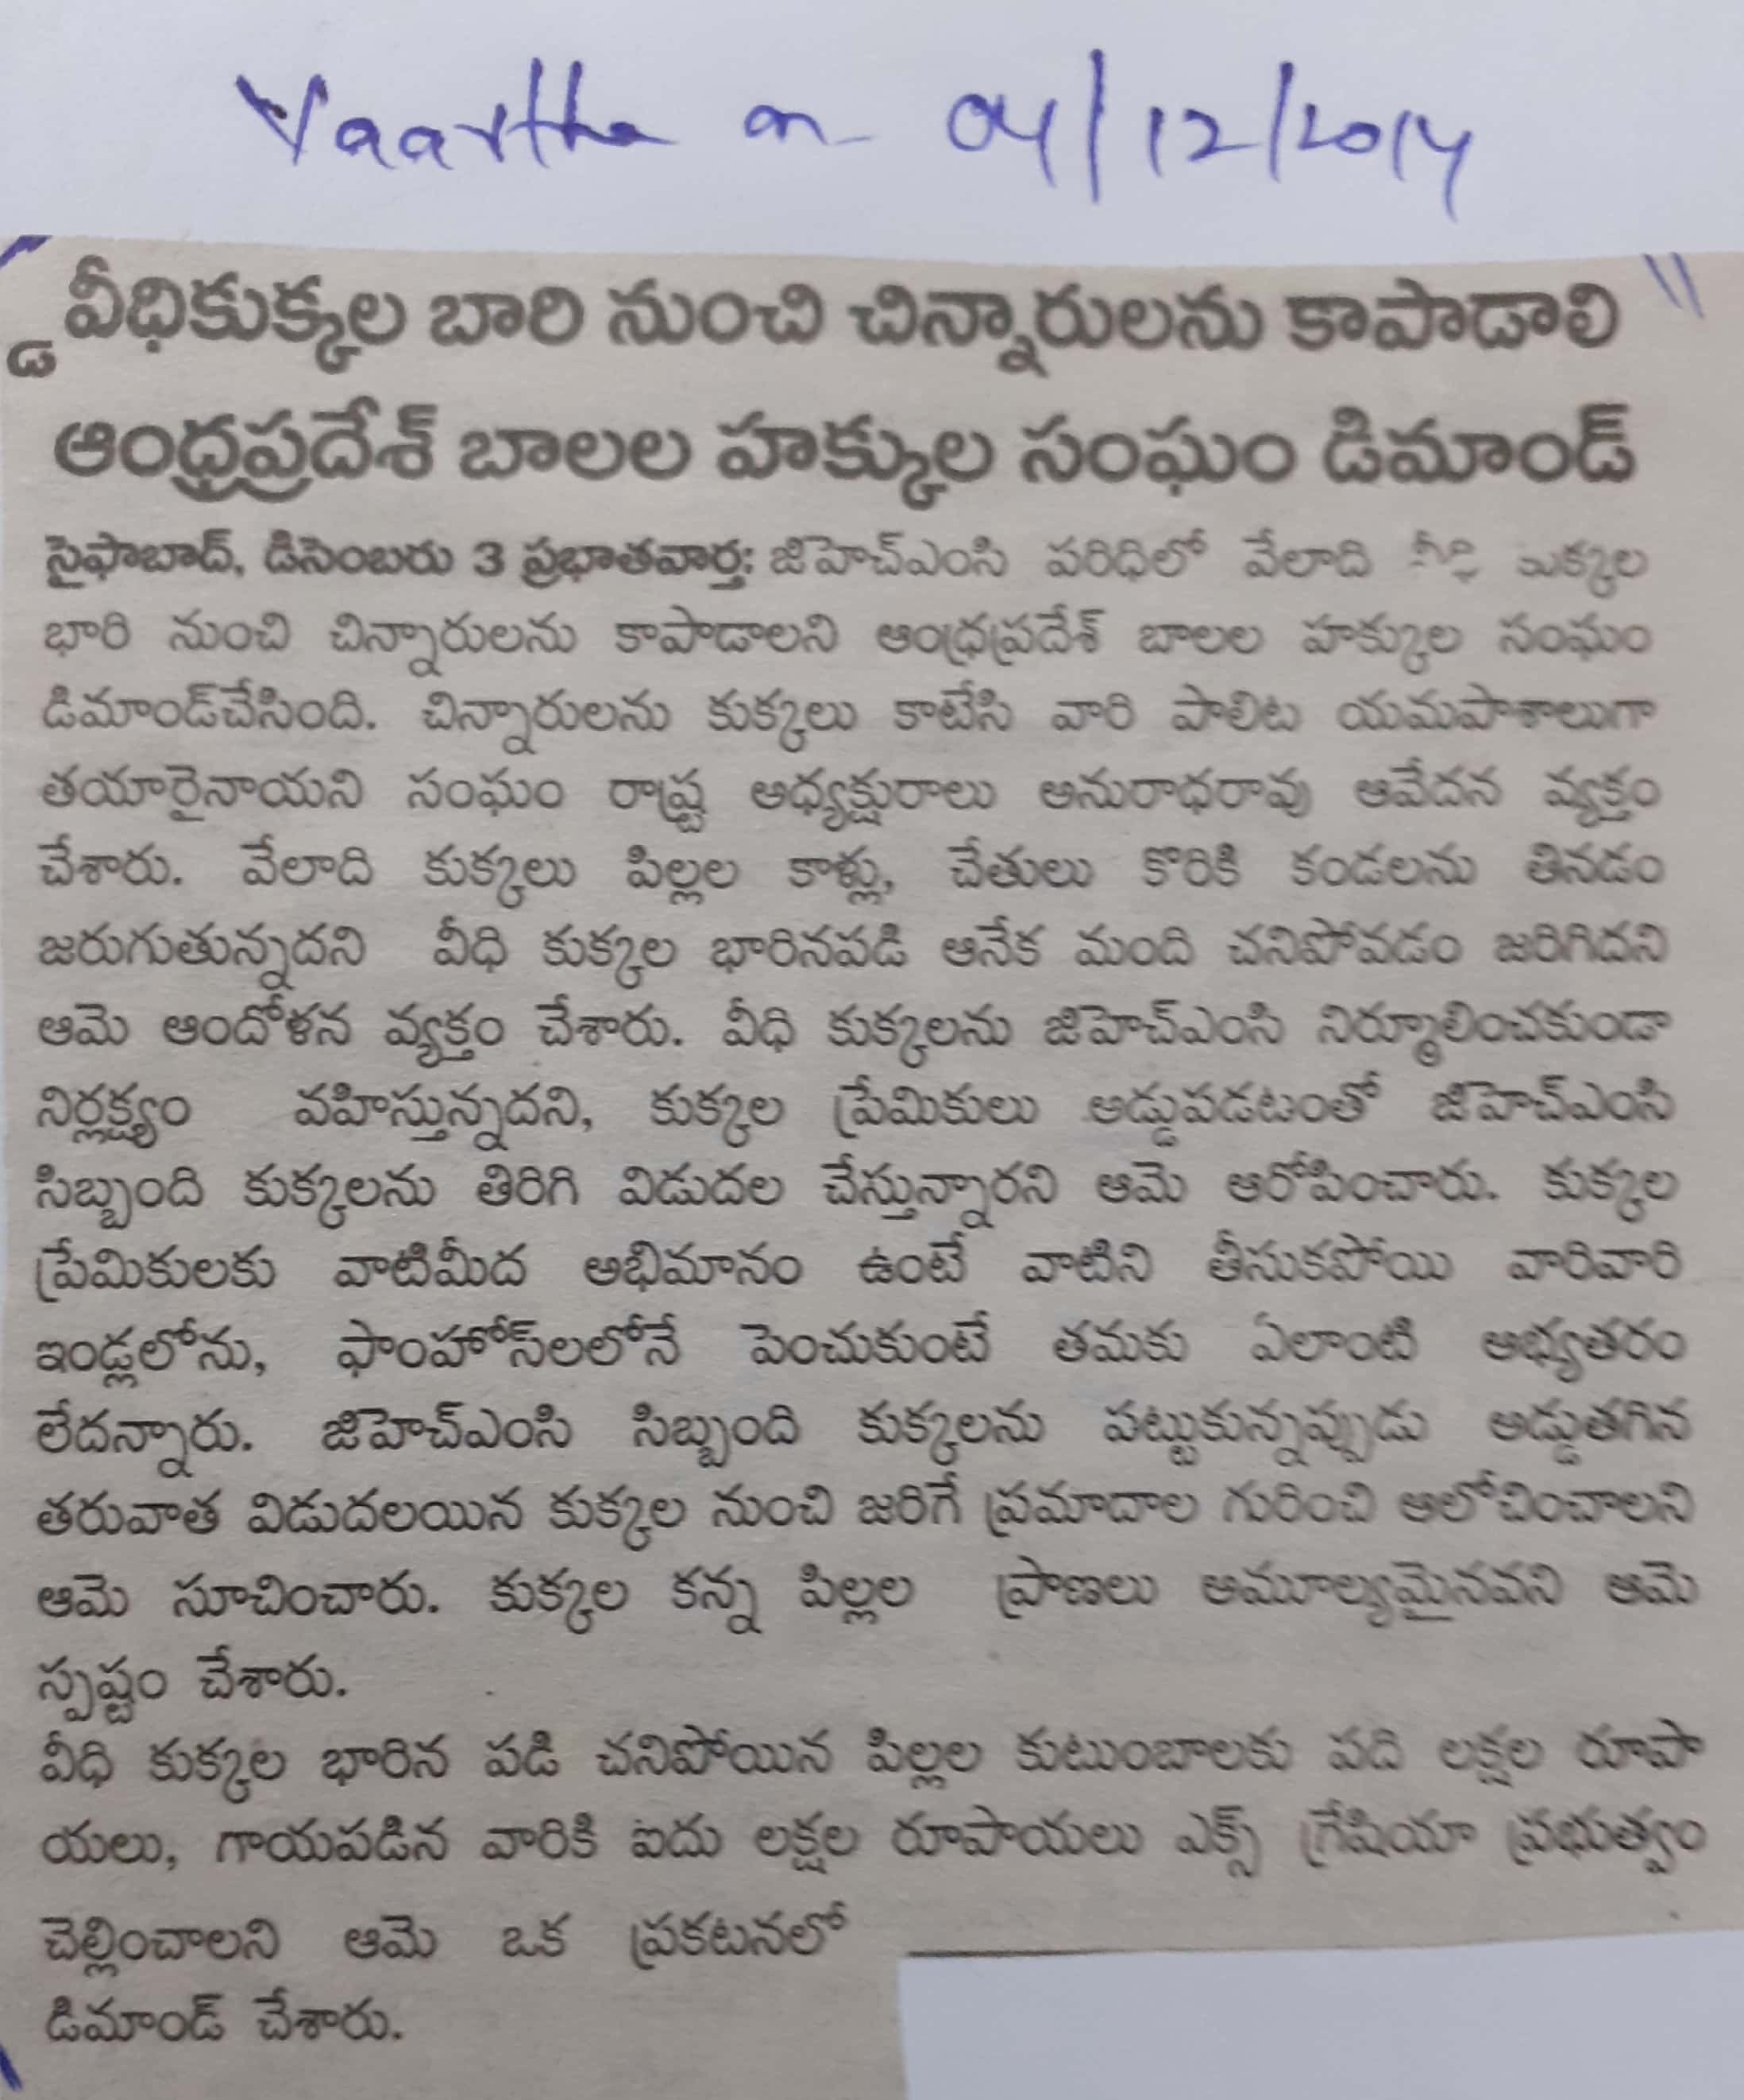 Vaartha on 04/12/2014
వీధికుక్కల బారి నుంచి చిన్నారులను కాపాడాలి
ఆంధ్రప్రదేశ్ బాలల హక్కుల సంఘం డిమాండ్
సైఫాబాద్, డిసెంబరు 3 ప్రభాతవార్త: జిహెచ్ఎంసి పరిధిలో వేలాది వీధి కుక్కల
భారి నుంచి చిన్నారులను కాపాడాలని ఆంధ్రప్రదేశ్ బాలల హక్కుల సంఘం
డిమాండ్‌చేసింది. చిన్నారులను కుక్కలు కాటేసి వారి పాలిట యమపాశాలుగా
తయారైనాయని సంఘం రాష్ట్ర అధ్యక్షురాలు అనురాధరావు ఆవేదన వ్యక్తం
చేశారు. వేలాది కుక్కలు పిల్లల కాళ్లు, చేతులు కొరికి కండలను తినడం
జరుగుతున్నదని వీధి కుక్కల భారినపడి ఆనేక మంది చనిపోవడం జరిగిదని
ఆమె ఆందోళన వ్యక్తం చేశారు. వీధి కుక్కలను జిహెచ్ఎంసి నిర్మూలించకుండా
నిర్లక్ష్యం వహిస్తున్నదని, కుక్కల ప్రేమికులు అడ్డుపడటంతో జిహెచ్ఎంసి
సిబ్బంది కుక్కలను తిరిగి విడుదల చేస్తున్నారని ఆమె ఆరోపించారు. కుక్కల
ప్రేమికులకు వాటిమీద అభిమానం ఉంటే వాటిని తీసుకపోయి వారివారి
ఇండ్లలోను, ఫాంహోస్‌లలోనే పెంచుకుంటే తమకు ఏలాంటి అభ్యతరం
లేదన్నారు. జిహెచ్ఎంసి సిబ్బంది కుక్కలను పట్టుకున్నప్పుడు అడ్డుతగిన
తరువాత విడుదలయిన కుక్కల నుంచి జరిగే ప్రమాదాల గురించి ఆలోచించాలని
ఆమె సూచించారు. కుక్కల కన్న పిల్లల ప్రాణలు అమూల్యమైనవని ఆమె
స్పష్టం చేశారు.
వీధి కుక్కల భారిన పడి చనిపోయిన పిల్లల కుటుంబాలకు పది లక్షల రూపా
యలు, గాయపడిన వారికి ఐదు లక్షల రూపాయలు ఎక్స్ గ్రేషియా ప్రభుత్వం
చెల్లించాలని ఆమె ఒక ప్రకటనలో
డిమాండ్ చేశారు.